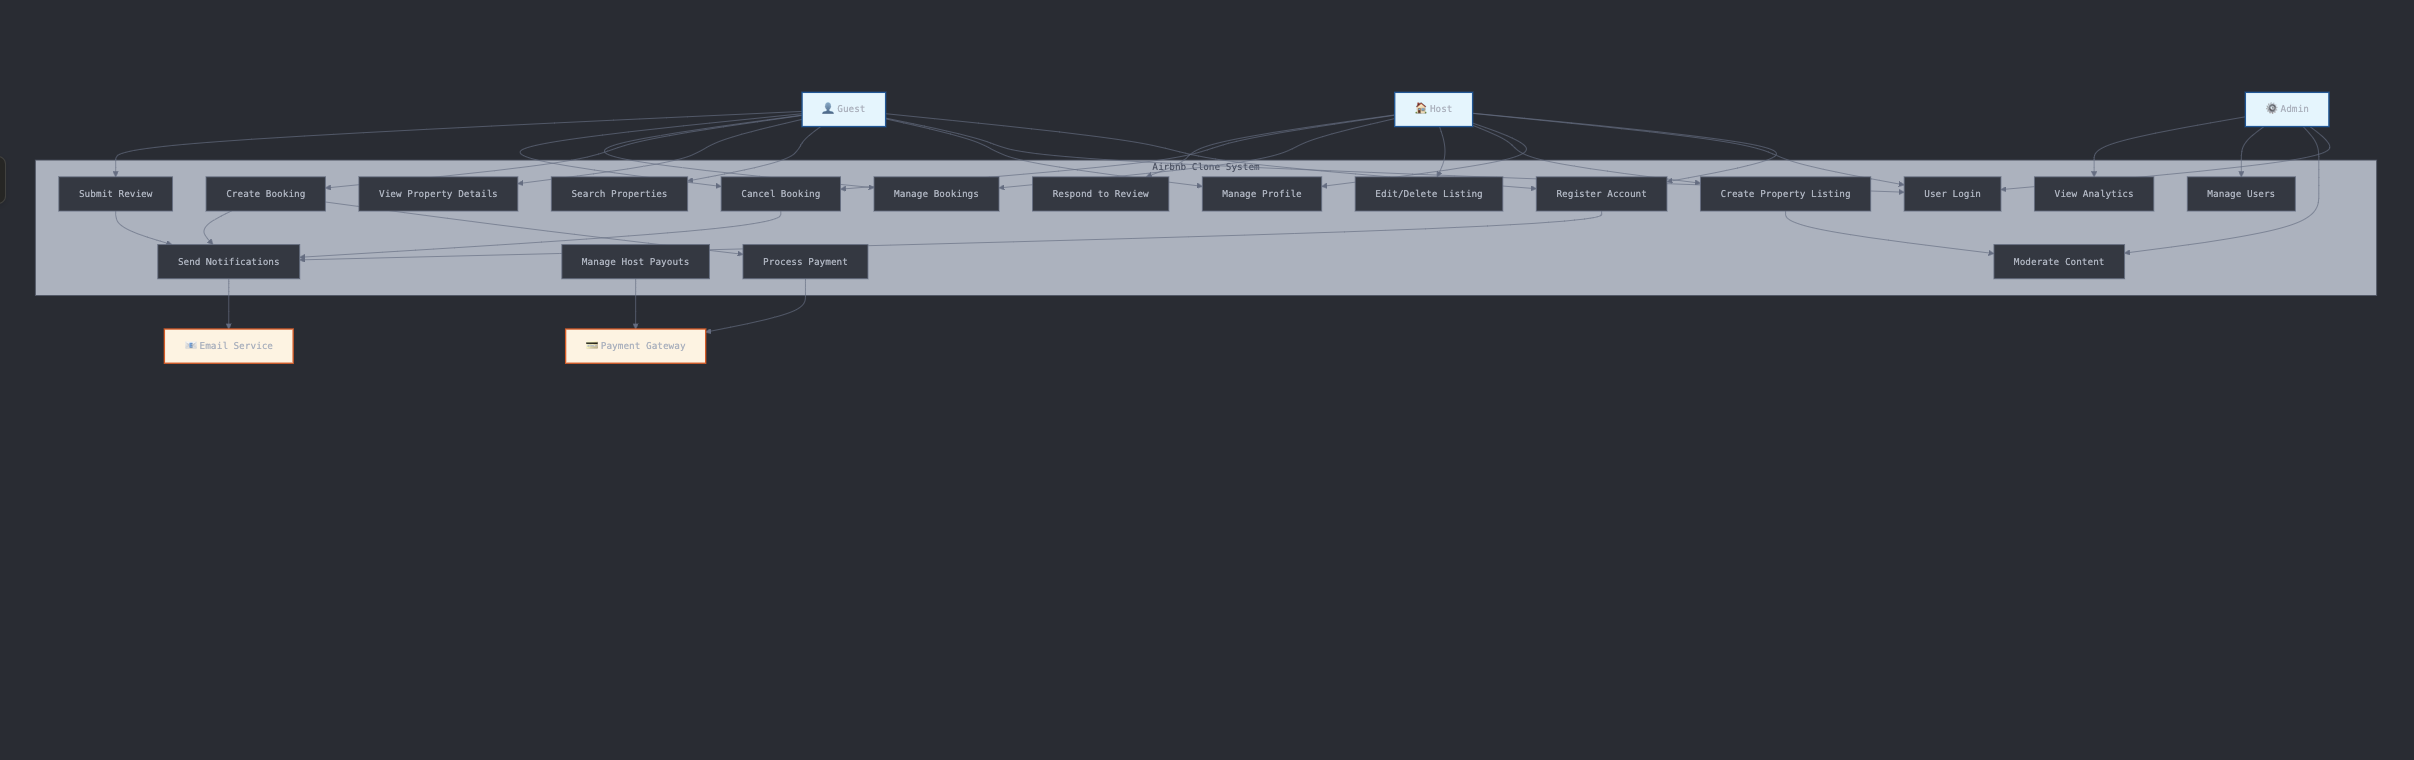 Guest
Host
Admin
Airbnb Clone System
Submit Review
Create Booking
View Property Details
Search Properties
Cancel Booking
Manage Bookings
Respond to Review
Manage Profile
Edit/Delete Listing
Register Account
Create Property Listing
User Login
View Analytics
Manage Users
Send Notifications
Manage Host Payouts
Process Payment
Moderate Content
Email Service
Payment Gateway